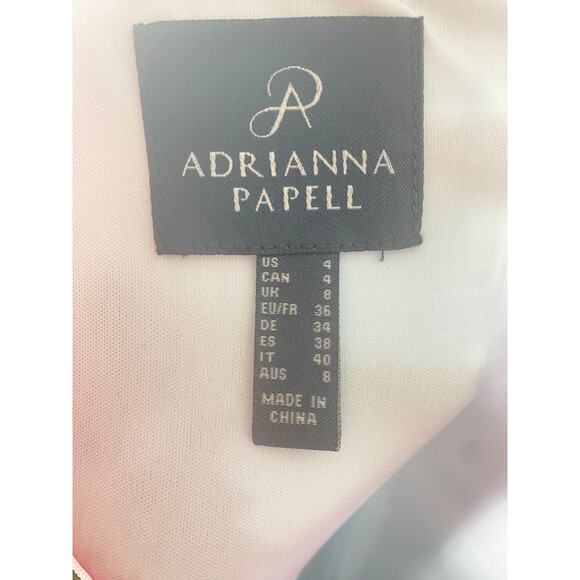 ADRIANNA
PAPELL
US 4
CAN 4
UK 8
EU/FR 36
DE 34
ES 38
IT 40
AUS 8
MADE IN
CHINA